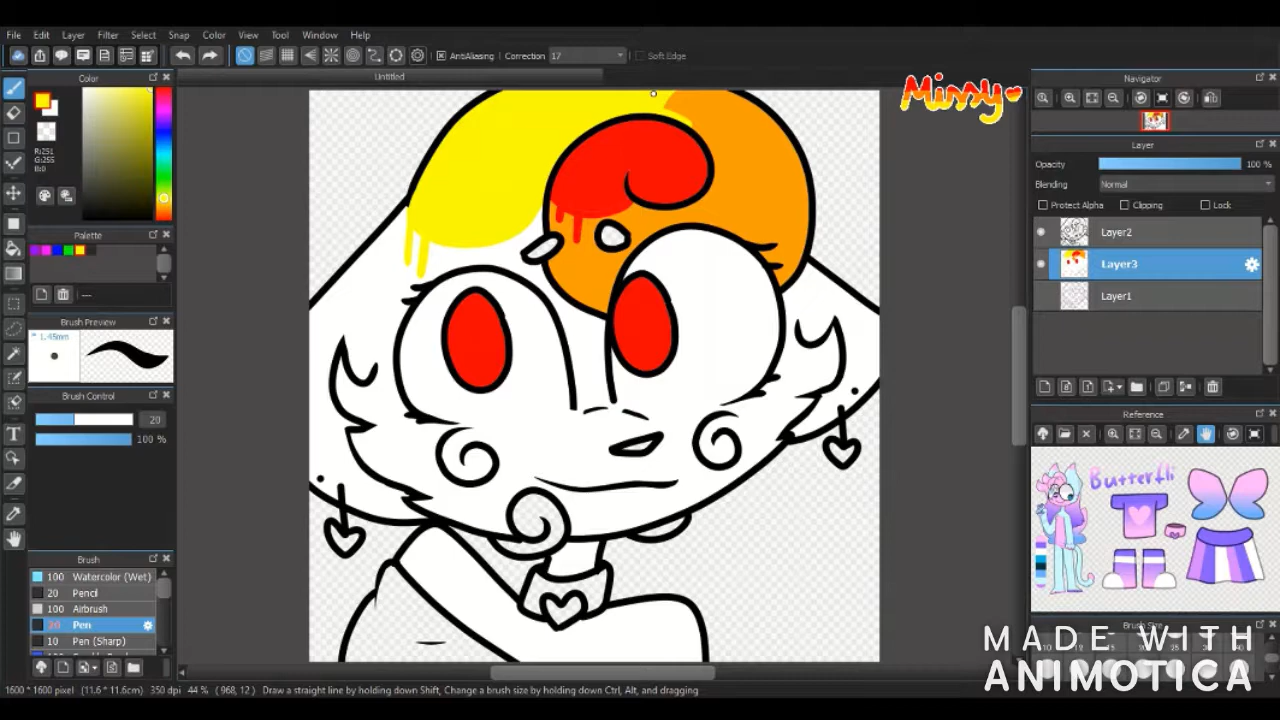 File Edit Layer Filter Select Snap Color View Tool Window Help
AntiAliasing Correction 17 Soft Edge
Untitled
Color
R:251
G:255
B:0
Palette
---
Brush Preview
1.45mm
Brush Control
20
100 %
Brush
100 Watercolor (Wet)
20 Pencil
100 Airbrush
20 Pen
10 Pen (Sharp)
Missy
Navigator
Layer
Opacity 100 %
Blending Normal
Protect Alpha Clipping Lock
Layer2
Layer3
Layer1
Reference
Butterfli
Brush Size
MADE WITH
ANIMOTICA
1600 * 1600 pixel (11.6 * 11.6cm) 350 dpi 44 % ( 968, 12 ) Draw a straight line by holding down Shift, Change a brush size by holding down Ctrl, Alt, and dragging